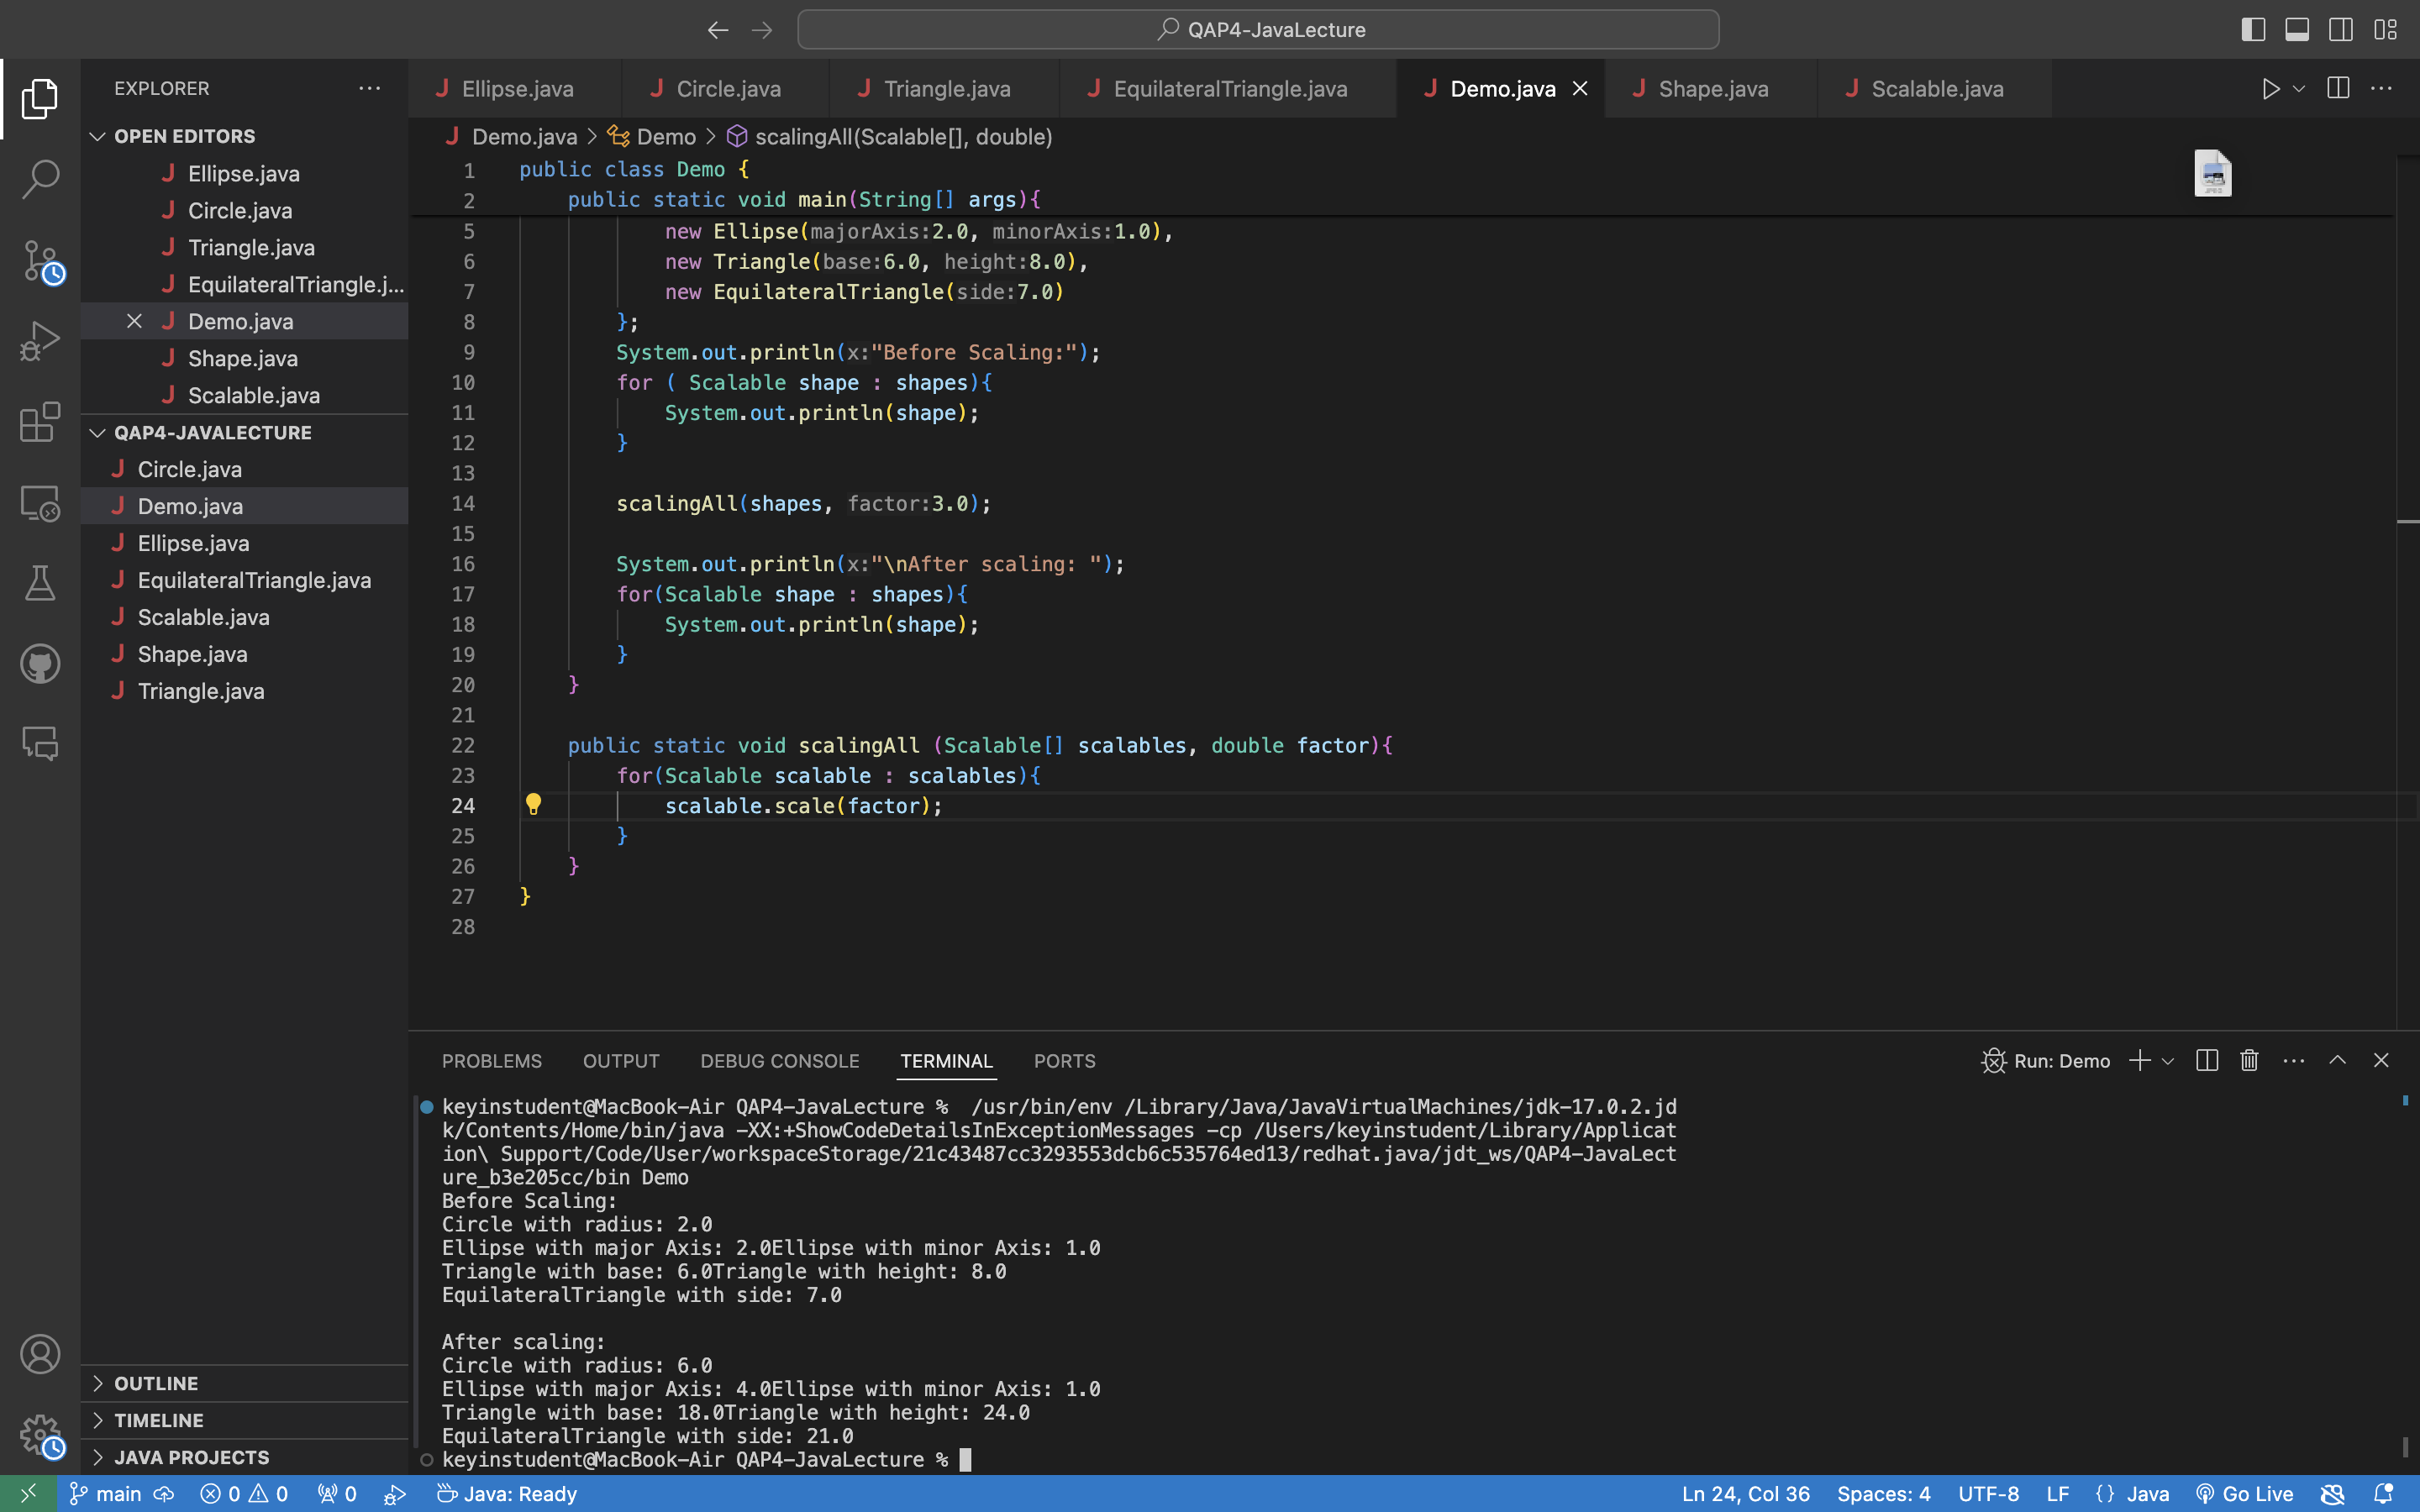 QAP4-JavaLecture
EXPLORER
OPEN EDITORS
Ellipse.java
Circle.java
Triangle.java
EquilateralTriangle.j...
Demo.java
Shape.java
Scalable.java
QAP4-JAVALECTURE
Circle.java
Demo.java
Ellipse.java
EquilateralTriangle.java
Scalable.java
Shape.java
Triangle.java
OUTLINE
TIMELINE
JAVA PROJECTS
Ellipse.java Circle.java Triangle.java EquilateralTriangle.java Demo.java Shape.java Scalable.java
Demo.java > Demo > scalingAll(Scalable[], double)
1 public class Demo {
2 public static void main(String[] args){
5 new Ellipse(majorAxis:2.0, minorAxis:1.0),
6 new Triangle(base:6.0, height:8.0),
7 new EquilateralTriangle(side:7.0)
8 };
9 System.out.println(x:"Before Scaling:");
10 for ( Scalable shape : shapes){
11 System.out.println(shape);
12 }
13
14 scalingAll(shapes, factor:3.0);
15
16 System.out.println(x:"\nAfter scaling: ");
17 for(Scalable shape : shapes){
18 System.out.println(shape);
19 }
20 }
21
22 public static void scalingAll (Scalable[] scalables, double factor){
23 for(Scalable scalable : scalables){
24 scalable.scale(factor);
25 }
26 }
27 }
28
PROBLEMS OUTPUT DEBUG CONSOLE TERMINAL PORTS Run: Demo
keyinstudent@MacBook-Air QAP4-JavaLecture %  /usr/bin/env /Library/Java/JavaVirtualMachines/jdk-17.0.2.jd
k/Contents/Home/bin/java -XX:+ShowCodeDetailsInExceptionMessages -cp /Users/keyinstudent/Library/Applicat
ion\ Support/Code/User/workspaceStorage/21c43487cc3293553dcb6c535764ed13/redhat.java/jdt_ws/QAP4-JavaLect
ure_b3e205cc/bin Demo
Before Scaling:
Circle with radius: 2.0
Ellipse with major Axis: 2.0Ellipse with minor Axis: 1.0
Triangle with base: 6.0Triangle with height: 8.0
EquilateralTriangle with side: 7.0
After scaling:
Circle with radius: 6.0
Ellipse with major Axis: 4.0Ellipse with minor Axis: 1.0
Triangle with base: 18.0Triangle with height: 24.0
EquilateralTriangle with side: 21.0
keyinstudent@MacBook-Air QAP4-JavaLecture %
main 0 0 0 Java: Ready Ln 24, Col 36 Spaces: 4 UTF-8 LF {} Java Go Live